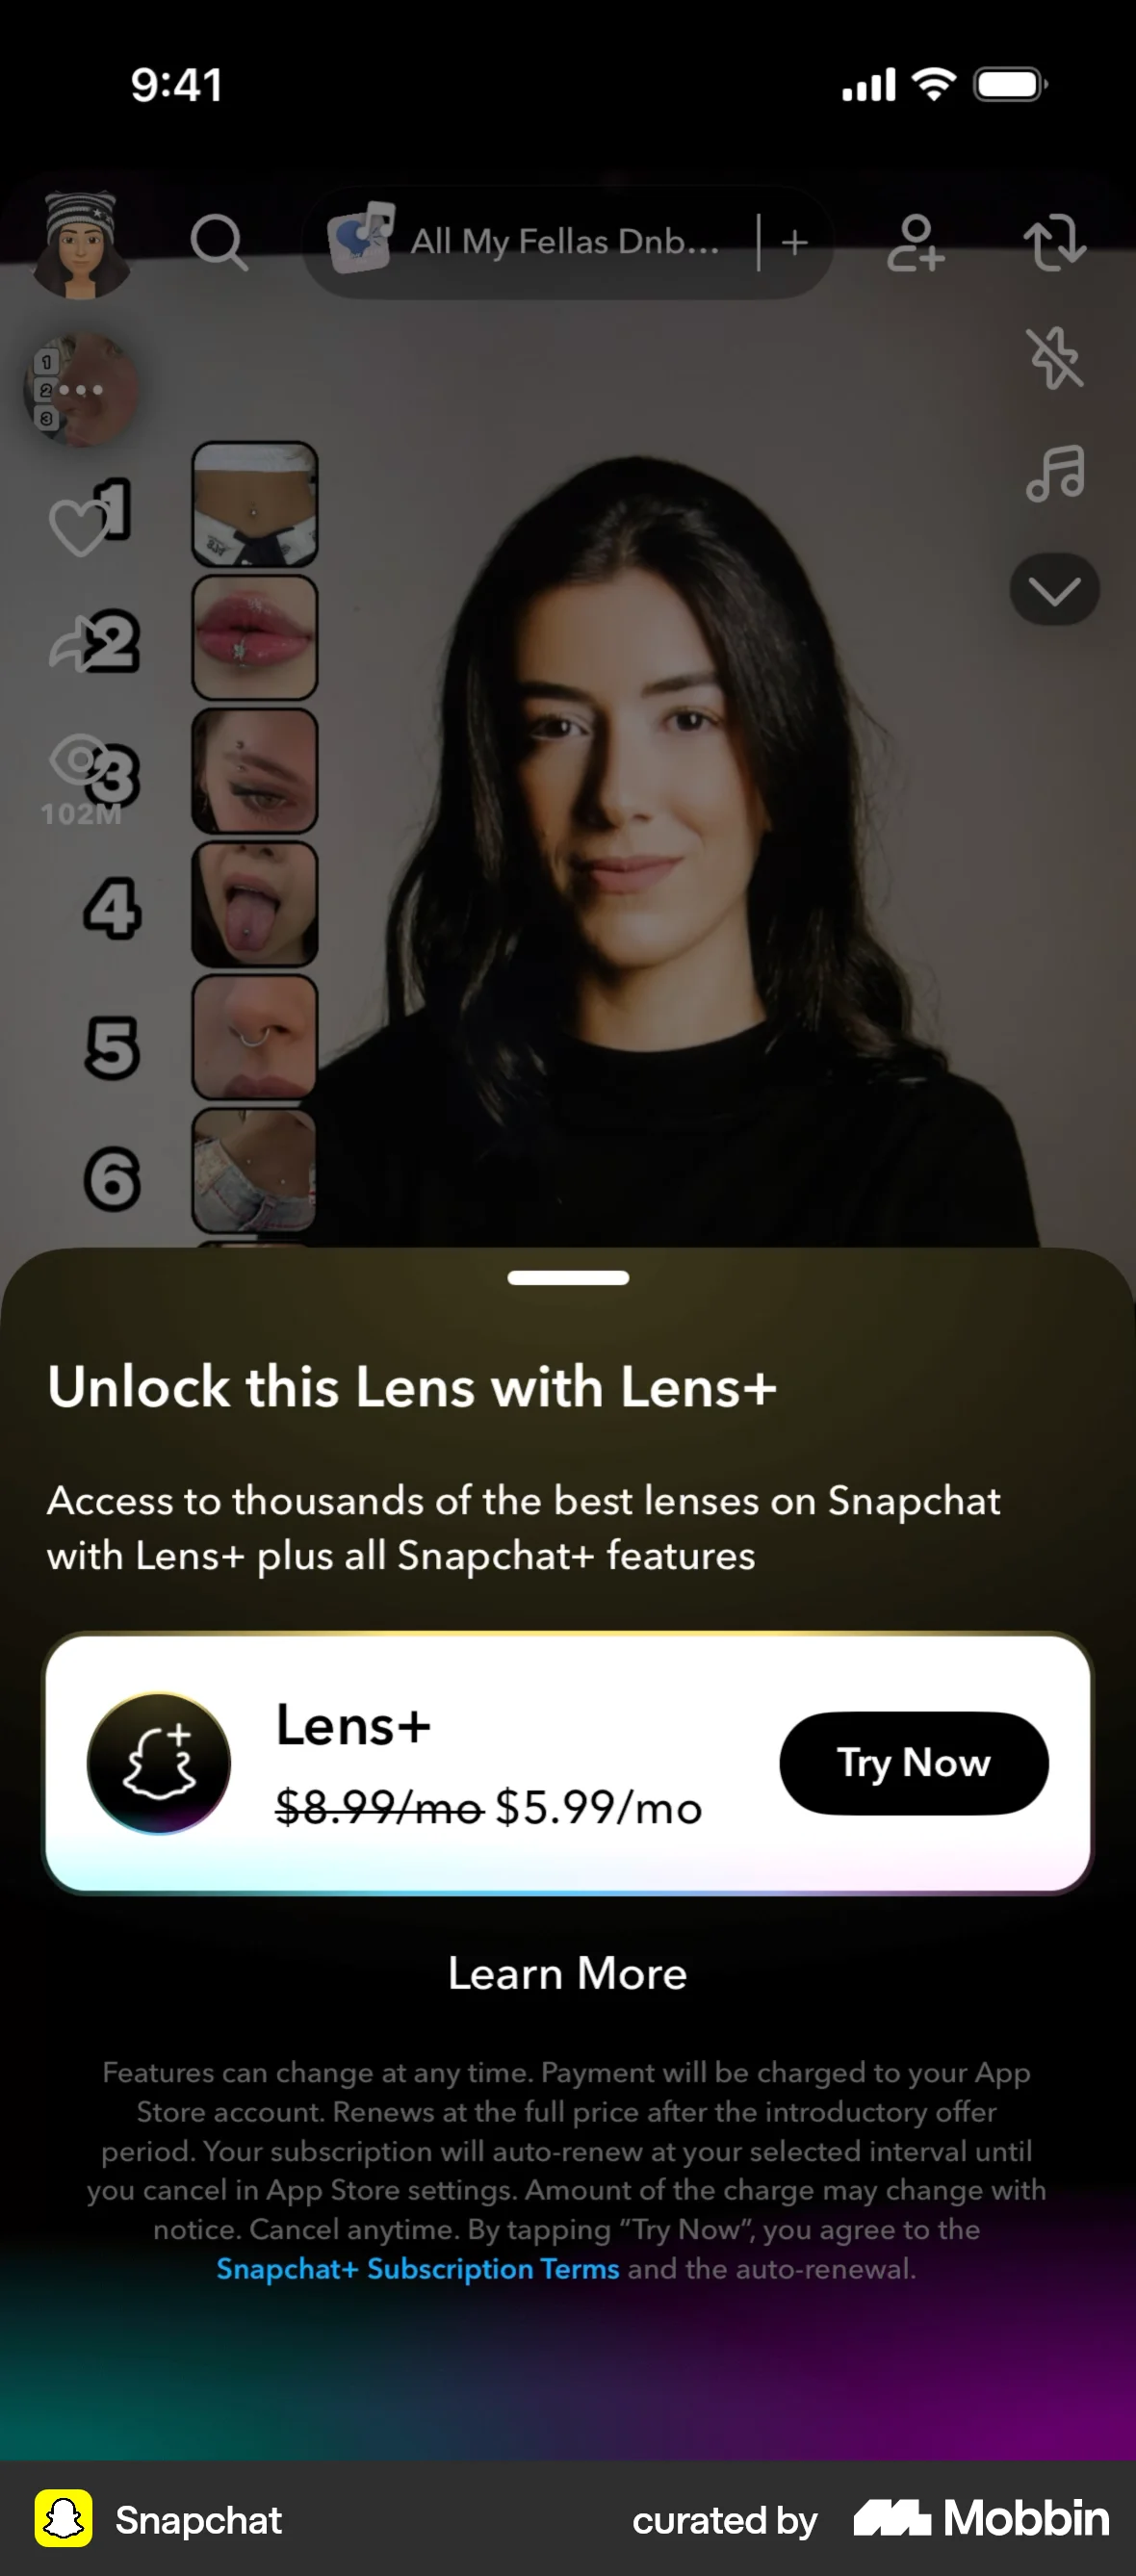 9:41
All My Fellas Dnb...
1
2
3
1
2
3
102M
4
5
6
Unlock this Lens with Lens+
Access to thousands of the best lenses on Snapchat
with Lens+ plus all Snapchat+ features
Lens+
$8.99/mo $5.99/mo
Try Now
Learn More
Features can change at any time. Payment will be charged to your App
Store account. Renews at the full price after the introductory offer
period. Your subscription will auto-renew at your selected interval until
you cancel in App Store settings. Amount of the charge may change with
notice. Cancel anytime. By tapping “Try Now”, you agree to the
Snapchat+ Subscription Terms and the auto-renewal.
Snapchat
curated by Mobbin